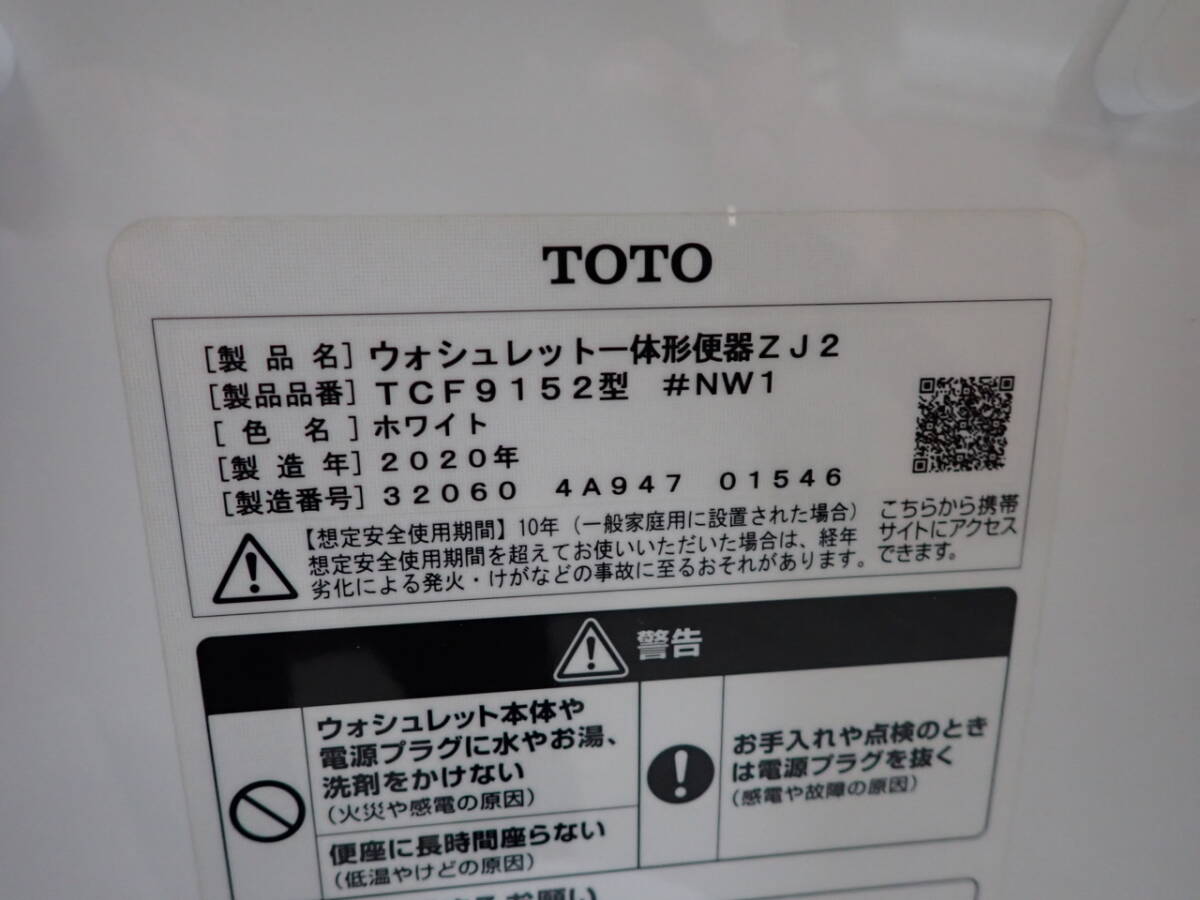 TOTO
[製品名] ウォシュレット一体形便器ZJ2
[製品品番] TCF9152型 #NW1
[色名] ホワイト
[製造年] 2020年
[製造番号] 32060 4A947 01546
こちらから携帯
サイトにアクセス
できます。
【想定安全使用期間】10年（一般家庭用に設置された場合）
想定安全使用期間を超えてお使いいただいた場合は、経年
劣化による発火・けがなどの事故に至るおそれがあります。
警告
ウォシュレット本体や
電源プラグに水やお湯、
洗剤をかけない
(火災や感電の原因)
便座に長時間座らない
(低温やけどの原因)
お手入れや点検のとき
は電源プラグを抜く
(感電や故障の原因)
お願い